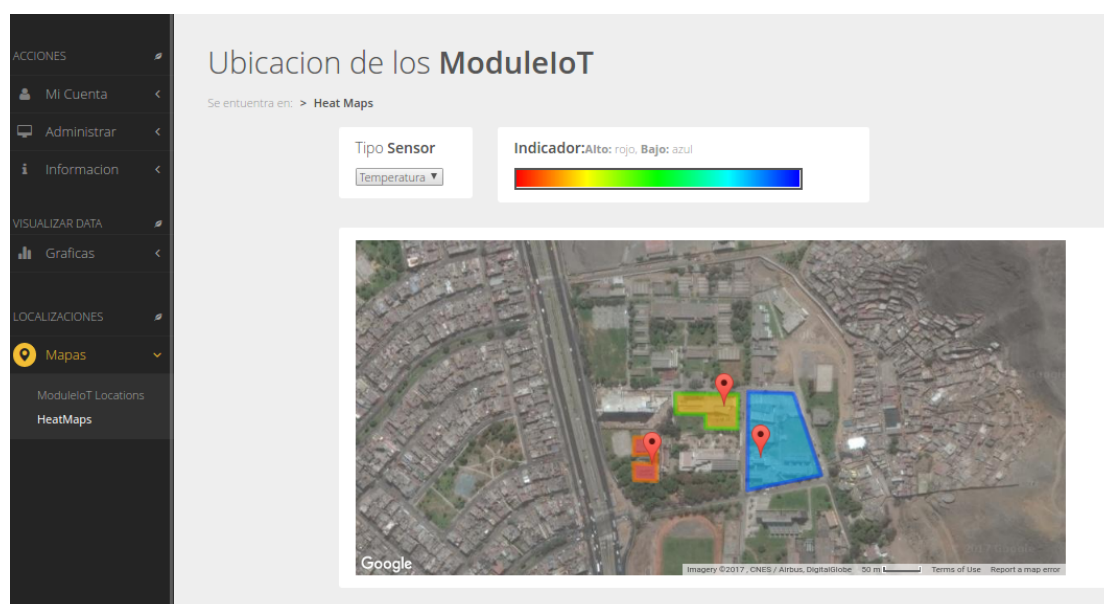 ACCIONES
Mi Cuenta
Administrar
Informacion
VISUALIZAR DATA
Graficas
LOCALIZACIONES
Mapas
ModuleIoT Locations
HeatMaps
Ubicacion de los ModuleIoT
Se entuentra en: > Heat Maps
Tipo Sensor
Temperatura
Indicador:Alto: rojo, Bajo: azul
Google
Imagery ©2017 , CNES / Airbus, DigitalGlobe 50 m Terms of Use Report a map error